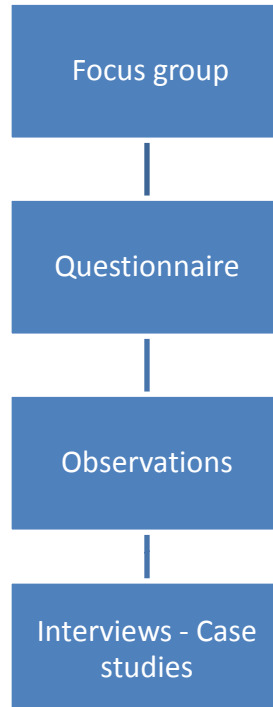 Focus group
Questionnaire
Observations
Interviews - Case
studies